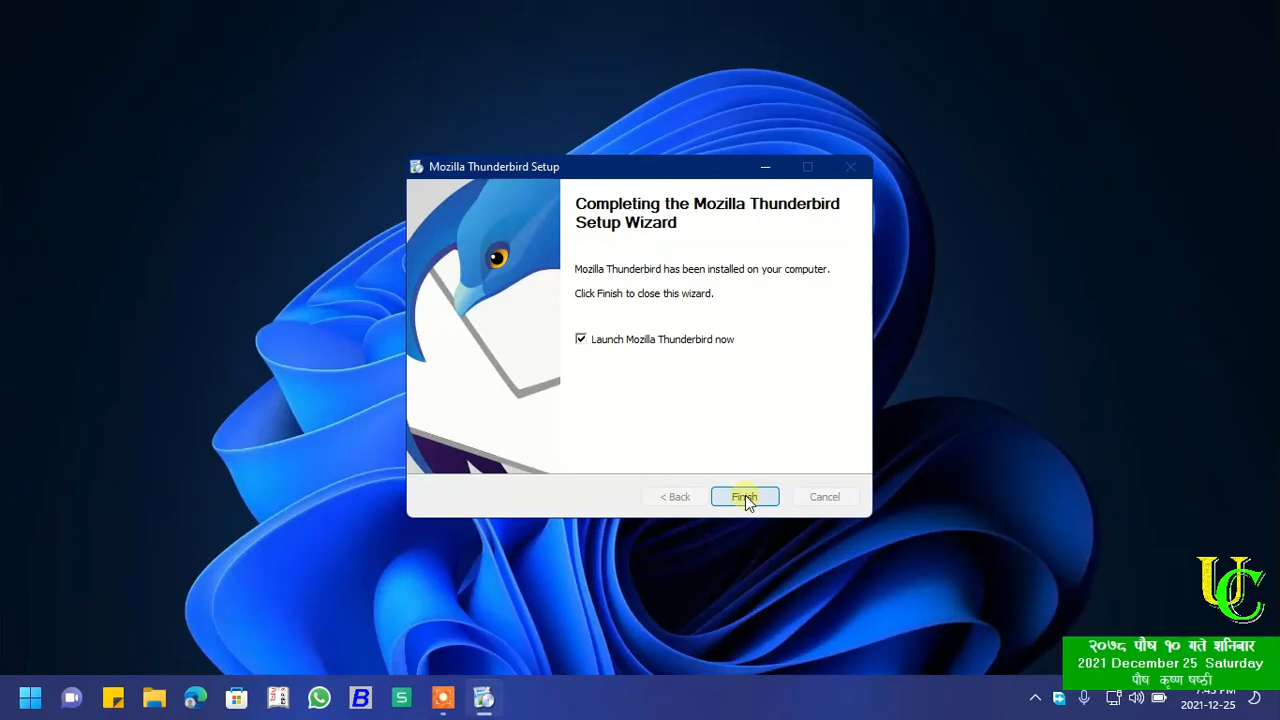 Mozilla Thunderbird Setup
Completing the Mozilla Thunderbird
Setup Wizard
Mozilla Thunderbird has been installed on your computer.
Click Finish to close this wizard.
Launch Mozilla Thunderbird now
< Back
Finish
Cancel
UC
२०७८ पौष १० गते शनिबार
2021 December 25 Saturday
पौष कृष्ण षष्ठी
2021-12-25